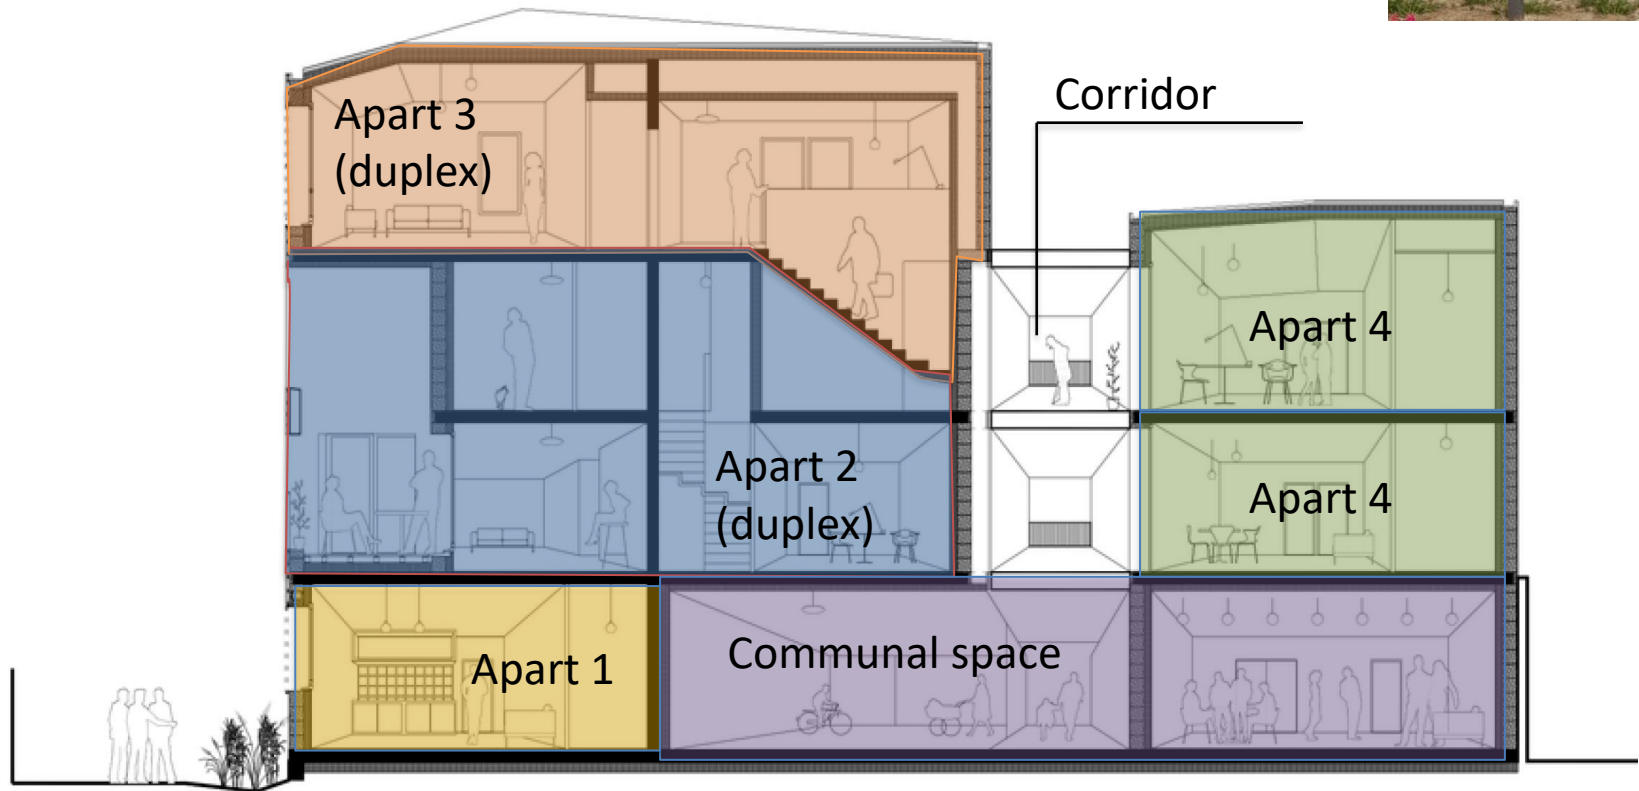 Apart 3
(duplex)
Corridor
Apart 4
Apart 2
(duplex)
Apart 4
Apart 1
Communal space